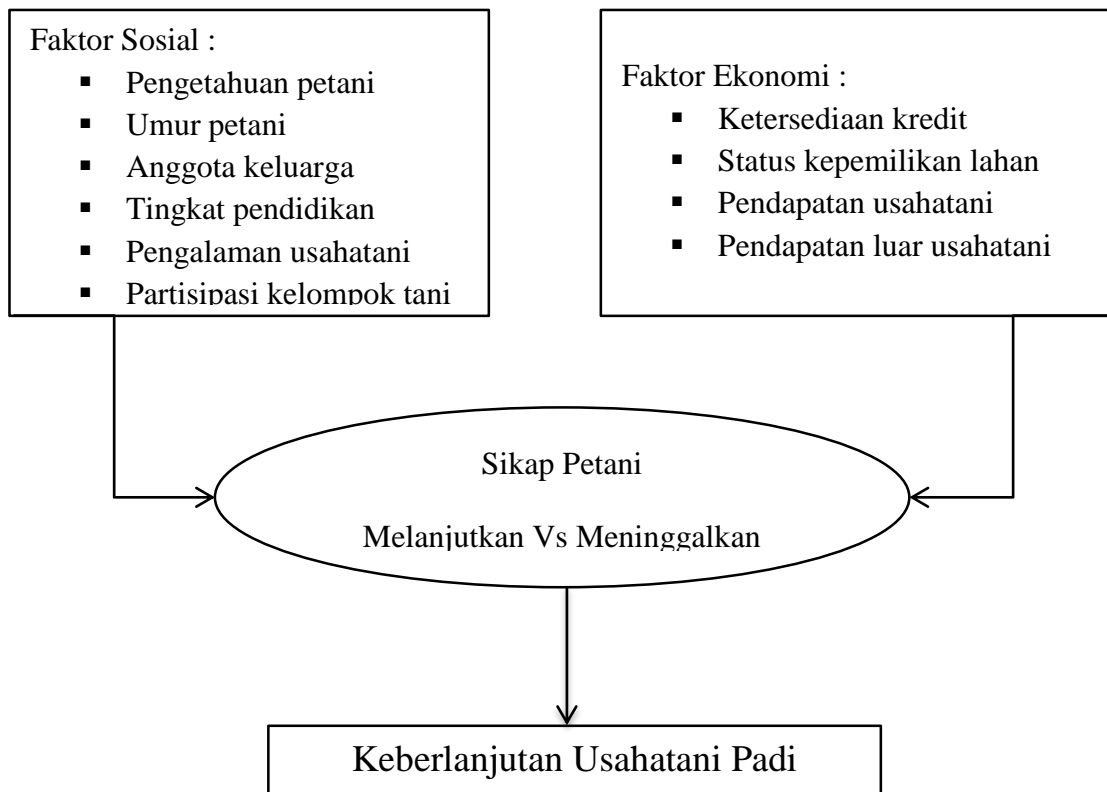 Faktor Sosial :
▪ Pengetahuan petani
▪ Umur petani
▪ Anggota keluarga
▪ Tingkat pendidikan
▪ Pengalaman usahatani
▪ Partisipasi kelompok tani
Faktor Ekonomi :
▪ Ketersediaan kredit
▪ Status kepemilikan lahan
▪ Pendapatan usahatani
▪ Pendapatan luar usahatani
Sikap Petani
Melanjutkan Vs Meninggalkan
Keberlanjutan Usahatani Padi